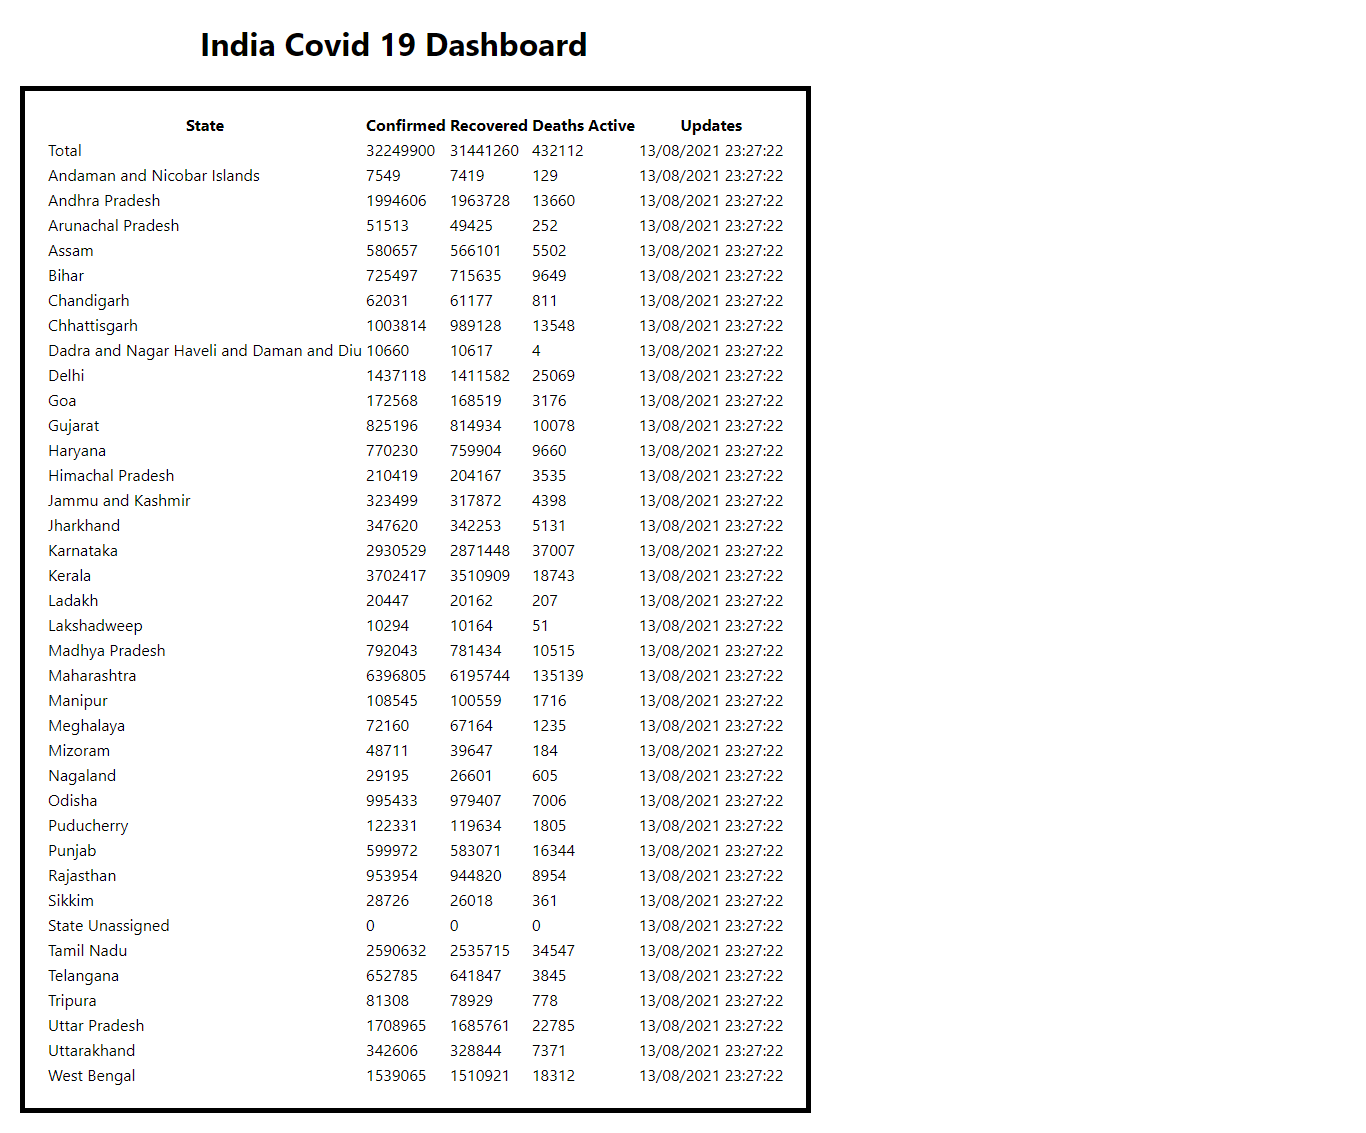 India Covid 19 Dashboard
State Confirmed Recovered Deaths Active Updates
Total 32249900 31441260 432112 13/08/2021 23:27:22
Andaman and Nicobar Islands 7549 7419 129 13/08/2021 23:27:22
Andhra Pradesh 1994606 1963728 13660 13/08/2021 23:27:22
Arunachal Pradesh 51513 49425 252 13/08/2021 23:27:22
Assam 580657 566101 5502 13/08/2021 23:27:22
Bihar 725497 715635 9649 13/08/2021 23:27:22
Chandigarh 62031 61177 811 13/08/2021 23:27:22
Chhattisgarh 1003814 989128 13548 13/08/2021 23:27:22
Dadra and Nagar Haveli and Daman and Diu 10660 10617 4 13/08/2021 23:27:22
Delhi 1437118 1411582 25069 13/08/2021 23:27:22
Goa 172568 168519 3176 13/08/2021 23:27:22
Gujarat 825196 814934 10078 13/08/2021 23:27:22
Haryana 770230 759904 9660 13/08/2021 23:27:22
Himachal Pradesh 210419 204167 3535 13/08/2021 23:27:22
Jammu and Kashmir 323499 317872 4398 13/08/2021 23:27:22
Jharkhand 347620 342253 5131 13/08/2021 23:27:22
Karnataka 2930529 2871448 37007 13/08/2021 23:27:22
Kerala 3702417 3510909 18743 13/08/2021 23:27:22
Ladakh 20447 20162 207 13/08/2021 23:27:22
Lakshadweep 10294 10164 51 13/08/2021 23:27:22
Madhya Pradesh 792043 781434 10515 13/08/2021 23:27:22
Maharashtra 6396805 6195744 135139 13/08/2021 23:27:22
Manipur 108545 100559 1716 13/08/2021 23:27:22
Meghalaya 72160 67164 1235 13/08/2021 23:27:22
Mizoram 48711 39647 184 13/08/2021 23:27:22
Nagaland 29195 26601 605 13/08/2021 23:27:22
Odisha 995433 979407 7006 13/08/2021 23:27:22
Puducherry 122331 119634 1805 13/08/2021 23:27:22
Punjab 599972 583071 16344 13/08/2021 23:27:22
Rajasthan 953954 944820 8954 13/08/2021 23:27:22
Sikkim 28726 26018 361 13/08/2021 23:27:22
State Unassigned 0 0 0 13/08/2021 23:27:22
Tamil Nadu 2590632 2535715 34547 13/08/2021 23:27:22
Telangana 652785 641847 3845 13/08/2021 23:27:22
Tripura 81308 78929 778 13/08/2021 23:27:22
Uttar Pradesh 1708965 1685761 22785 13/08/2021 23:27:22
Uttarakhand 342606 328844 7371 13/08/2021 23:27:22
West Bengal 1539065 1510921 18312 13/08/2021 23:27:22